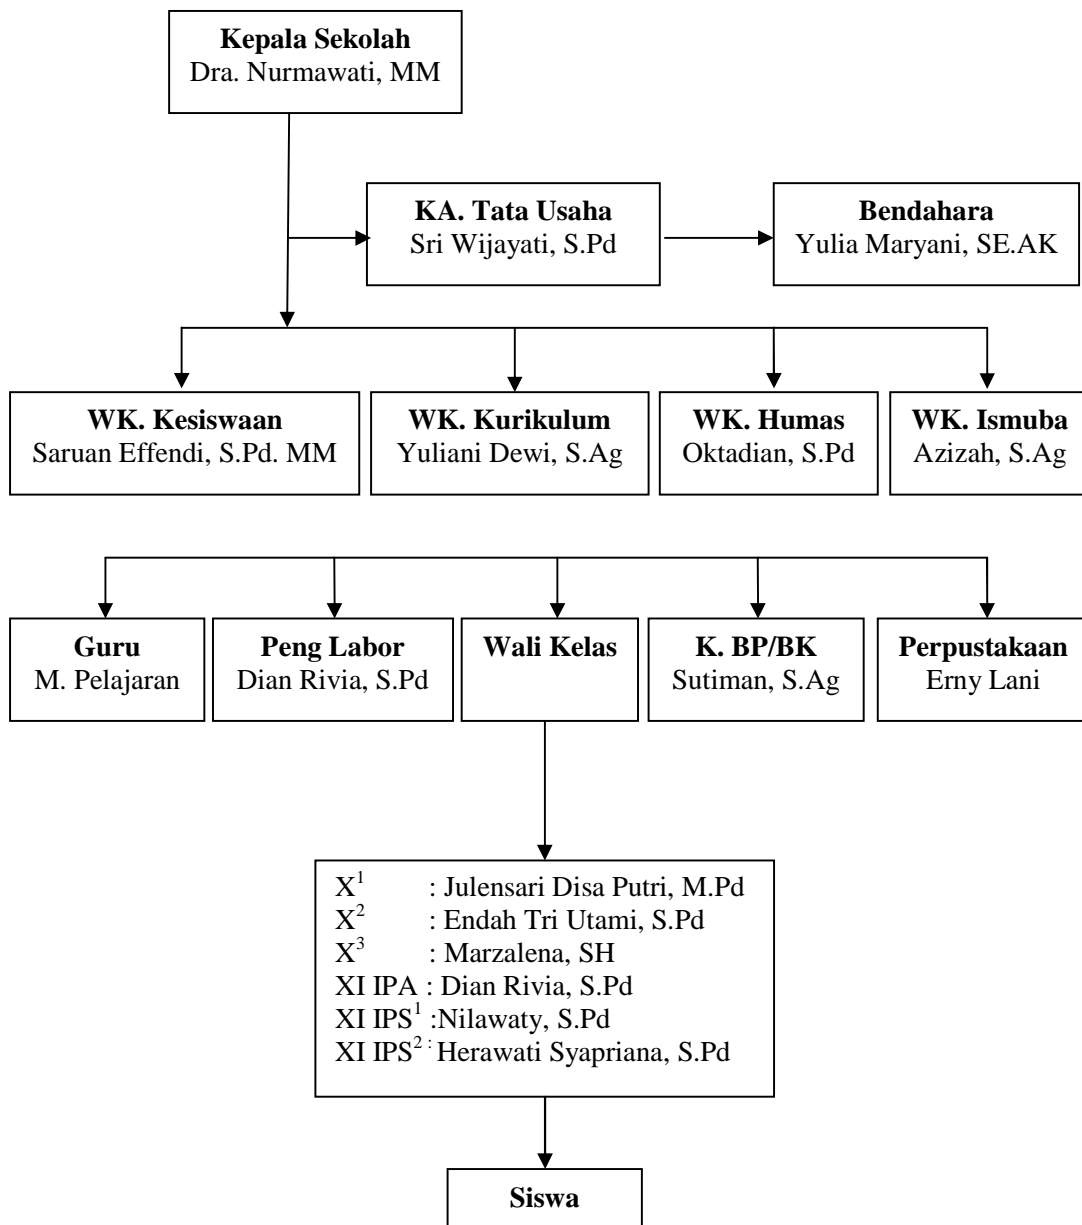 Kepala Sekolah
Dra. Nurmawati, MM
KA. Tata Usaha
Sri Wijayati, S.Pd
Bendahara
Yulia Maryani, SE.AK
WK. Kesiswaan
Saruan Effendi, S.Pd. MM
WK. Kurikulum
Yuliani Dewi, S.Ag
WK. Humas
Oktadian, S.Pd
WK. Ismuba
Azizah, S.Ag
Guru
M. Pelajaran
Peng Labor
Dian Rivia, S.Pd
Wali Kelas
K. BP/BK
Sutiman, S.Ag
Perpustakaan
Erny Lani
X¹ : Julensari Disa Putri, M.Pd
X² : Endah Tri Utami, S.Pd
X³ : Marzalena, SH
XI IPA : Dian Rivia, S.Pd
XI IPS¹ :Nilawaty, S.Pd
XI IPS² : Herawati Syapriana, S.Pd
Siswa